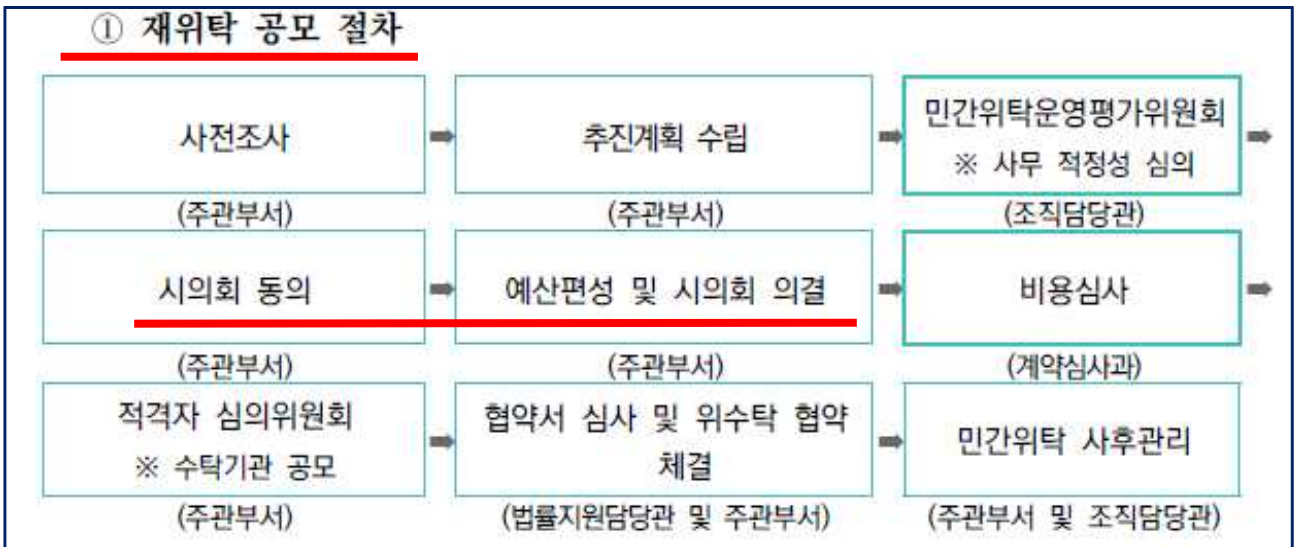 ① 재위탁 공모 절차
사전조사 ➡ 추진계획 수립 ➡ 민간위탁운영평가위원회 ➡
※ 사무 적정성 심의
(주관부서) (주관부서) (조직담당관)
시의회 동의 ➡ 예산편성 및 시의회 의결 ➡ 비용심사 ➡
(주관부서) (주관부서) (계약심사과)
적격자 심의위원회
※ 수탁기관 공모 ➡ 협약서 심사 및 위수탁 협약
체결 ➡ 민간위탁 사후관리
(주관부서) (법률지원담당관 및 주관부서) (주관부서 및 조직담당관)